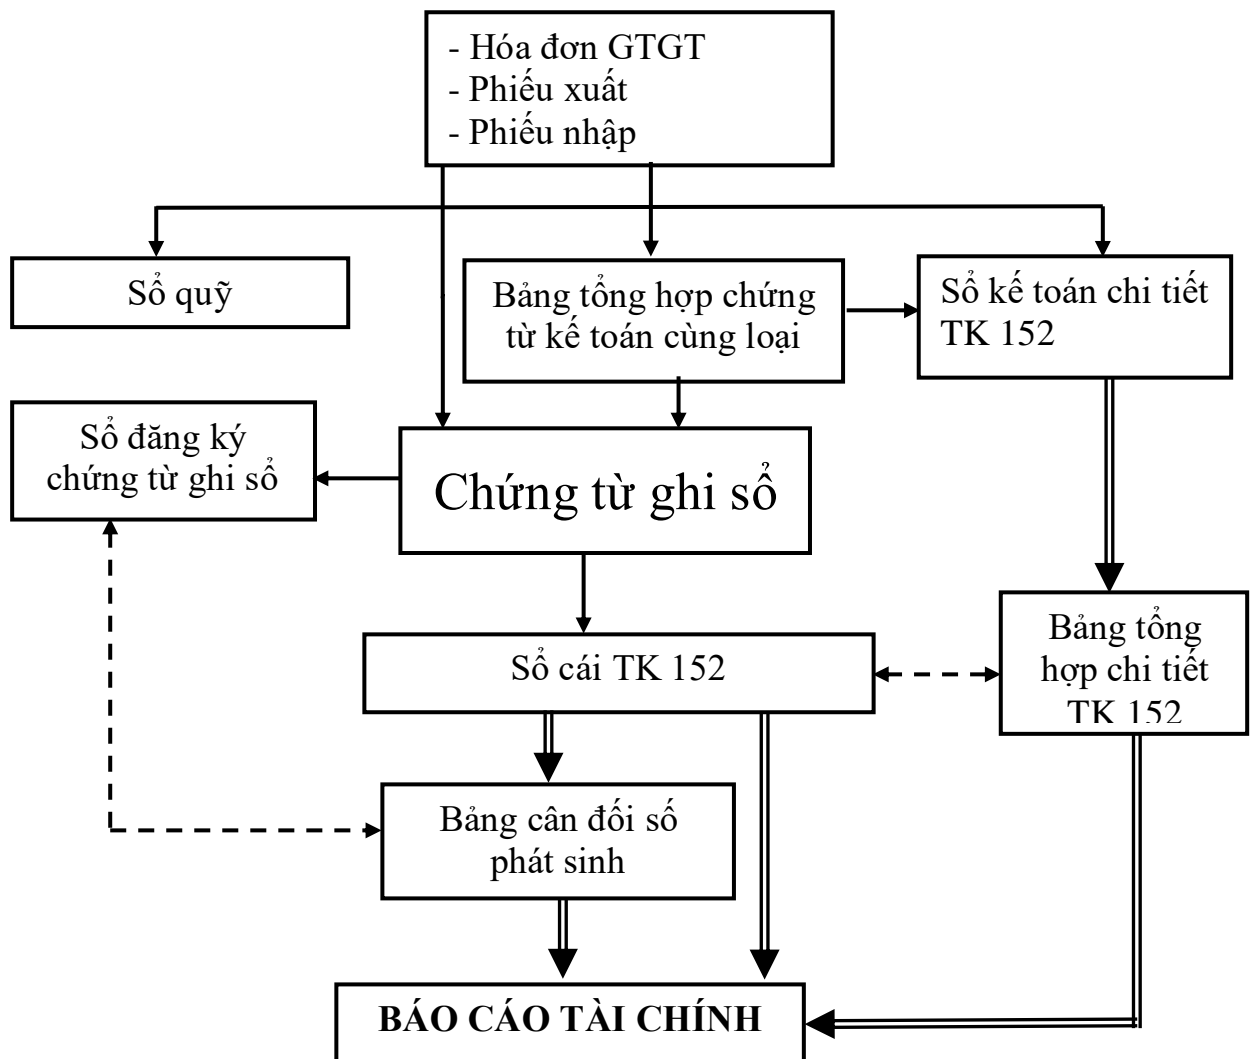 - Hóa đơn GTGT
- Phiếu xuất
- Phiếu nhập
Sổ quỹ
Bảng tổng hợp chứng
từ kế toán cùng loại
Sổ kế toán chi tiết
TK 152
Sổ đăng ký
chứng từ ghi sổ
Chứng từ ghi sổ
Sổ cái TK 152
Bảng tổng
hợp chi tiết
TK 152
Bảng cân đối số
phát sinh
BÁO CÁO TÀI CHÍNH